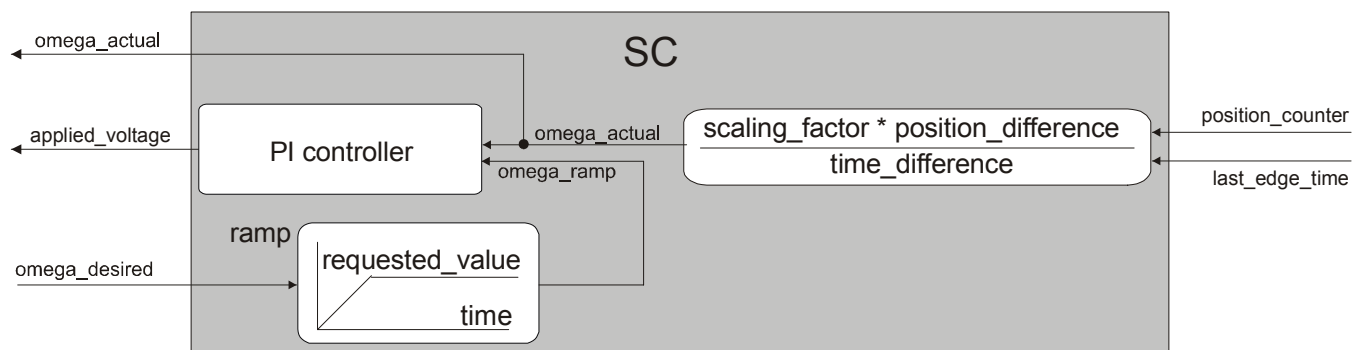 omega_actual
SC
applied_voltage
PI controller
omega_actual
omega_ramp
scaling_factor * position_difference
time_difference
position_counter
last_edge_time
ramp
omega_desired
requested_value
time